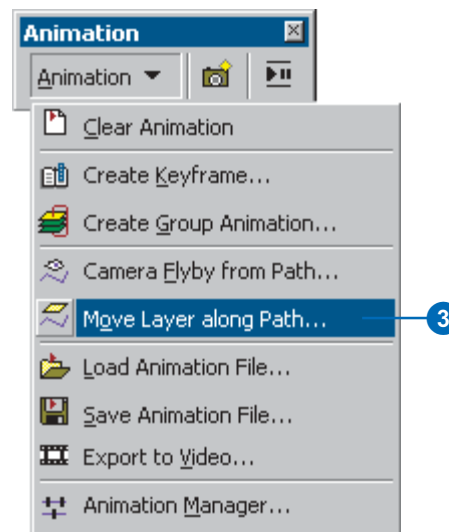 Animation
Animation
Clear Animation
Create Keyframe...
Create Group Animation...
Camera Flyby from Path...
Move Layer along Path...
3
Load Animation File...
Save Animation File...
Export to Video...
Animation Manager...